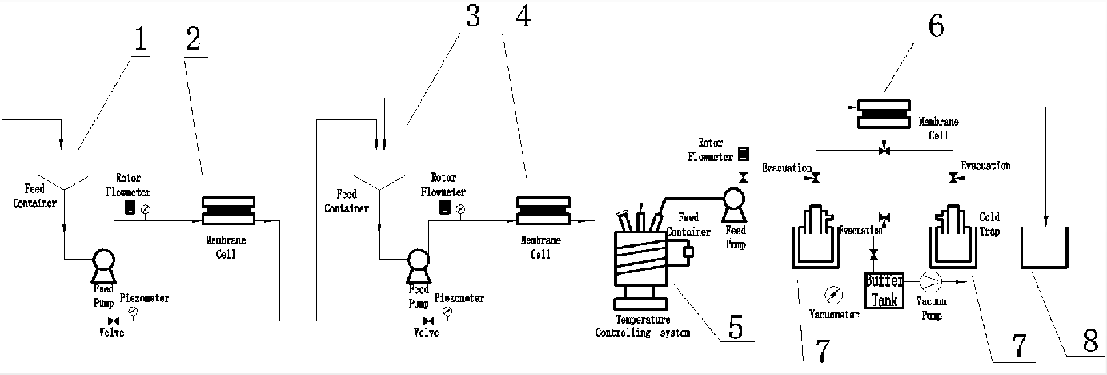 1
2
3
4
6
Membrane
Cell
Rotor
Flowmeter
Evacuation
Evacuation
Rotor
Flowmeter
Feed
Container
Rotor
Flowmeter
Feed
Container
Feed
Container
Feed
Pump
Evacuation
Cold
Trap
Membrane
Cell
Membrane
Cell
Feed
Pump
Piezometer
Valve
Feed
Pump
Piezometer
Valve
Buffer
Tank
Vacuometer
Vacuum
Pump
Temperature
Controlling system
5
7
7
8